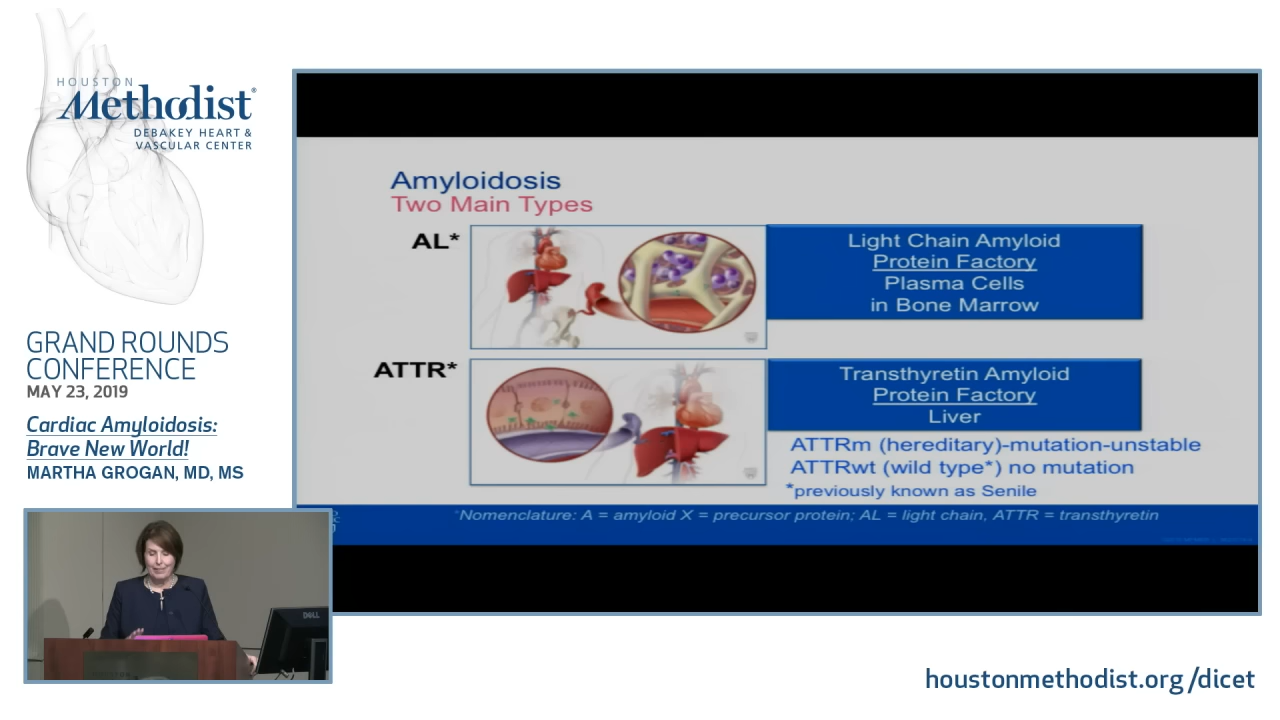 HOUSTON
Methodist®
DEBAKEY HEART &
VASCULAR CENTER
GRAND ROUNDS
CONFERENCE
MAY 23, 2019
Cardiac Amyloidosis:
Brave New World!
MARTHA GROGAN, MD, MS
Amyloidosis
Two Main Types
AL*
Light Chain Amyloid
Protein Factory
Plasma Cells
in Bone Marrow
ATTR*
Transthyretin Amyloid
Protein Factory
Liver
ATTRm (hereditary)-mutation-unstable
ATTRwt (wild type*) no mutation
*previously known as Senile
*Nomenclature: A = amyloid X = precursor protein; AL = light chain, ATTR = transthyretin
DELL
houstonmethodist.org/dicet